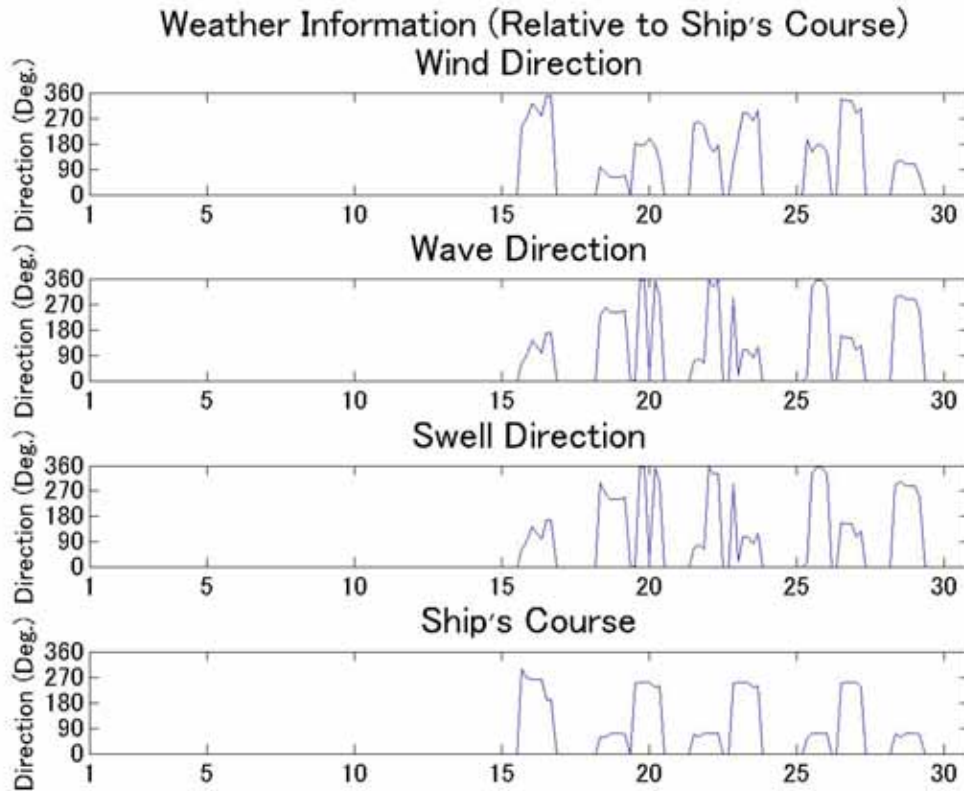 Weather Information (Relative to Ship's Course)
Wind Direction
Direction (Deg.)
360
270
180
90
0
1 5 10 15 20 25 30
Wave Direction
Direction (Deg.)
360
270
180
90
0
1 5 10 15 20 25 30
Swell Direction
Direction (Deg.)
360
270
180
90
0
1 5 10 15 20 25 30
Ship's Course
Direction (Deg.)
360
270
180
90
0
1 5 10 15 20 25 30